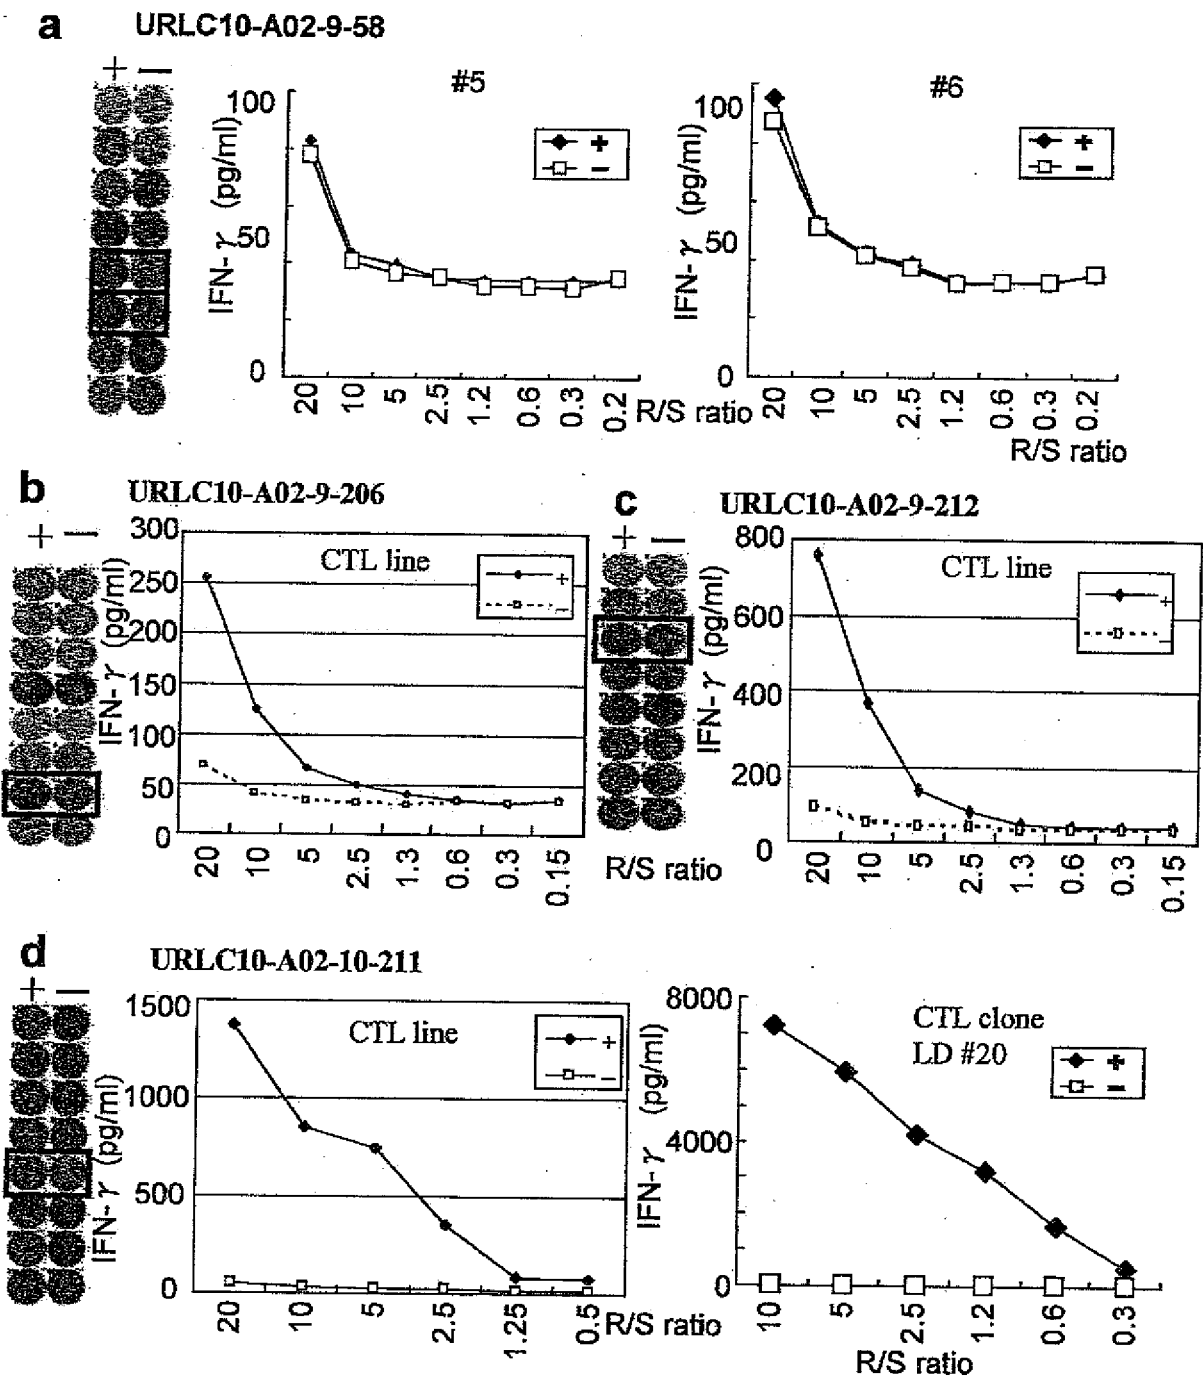 a URLC10-A02-9-58
+ −
#5
IFN-γ (pg/ml)
100
50
0
+
−
20 10 5 2.5 1.2 0.6 0.3 0.2
R/S ratio
#6
IFN-γ (pg/ml)
100
50
0
+
−
20 10 5 2.5 1.2 0.6 0.3 0.2
R/S ratio
b URLC10-A02-9-206
+ −
CTL line
IFN-γ (pg/ml)
300
250
200
150
100
50
0
+
−
20 10 5 2.5 1.3 0.6 0.3 0.15
R/S ratio
c URLC10-A02-9-212
+ −
CTL line
IFN-γ (pg/ml)
800
600
400
200
0
+
−
20 10 5 2.5 1.3 0.6 0.3 0.15
d URLC10-A02-10-211
+ −
CTL line
IFN-γ (pg/ml)
1500
1000
500
0
+
−
20 10 5 2.5 1.25 0.5
R/S ratio
CTL clone
LD #20
IFN-γ (pg/ml)
8000
4000
0
+
−
10 5 2.5 1.2 0.6 0.3
R/S ratio